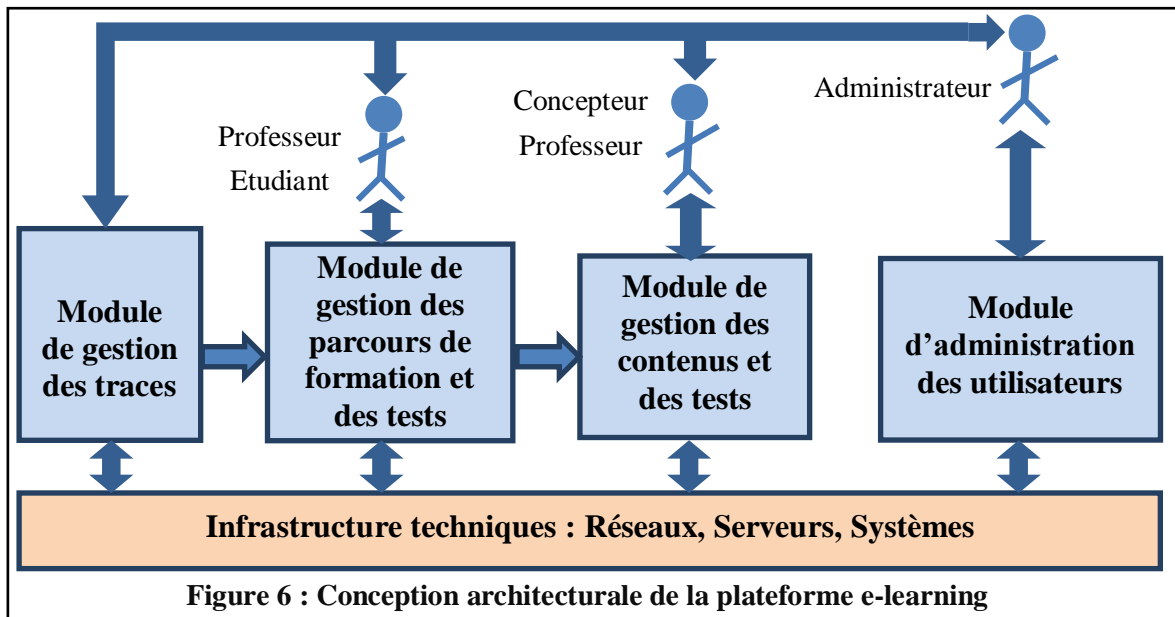 Administrateur
Concepteur
Professeur
Professeur
Etudiant
Module
de gestion
des traces
Module de
gestion des
parcours de
formation et
des tests
Module de
gestion des
contenus et
des tests
Module
d’administration
des utilisateurs
Infrastructure techniques : Réseaux, Serveurs, Systèmes
Figure 6 : Conception architecturale de la plateforme e-learning